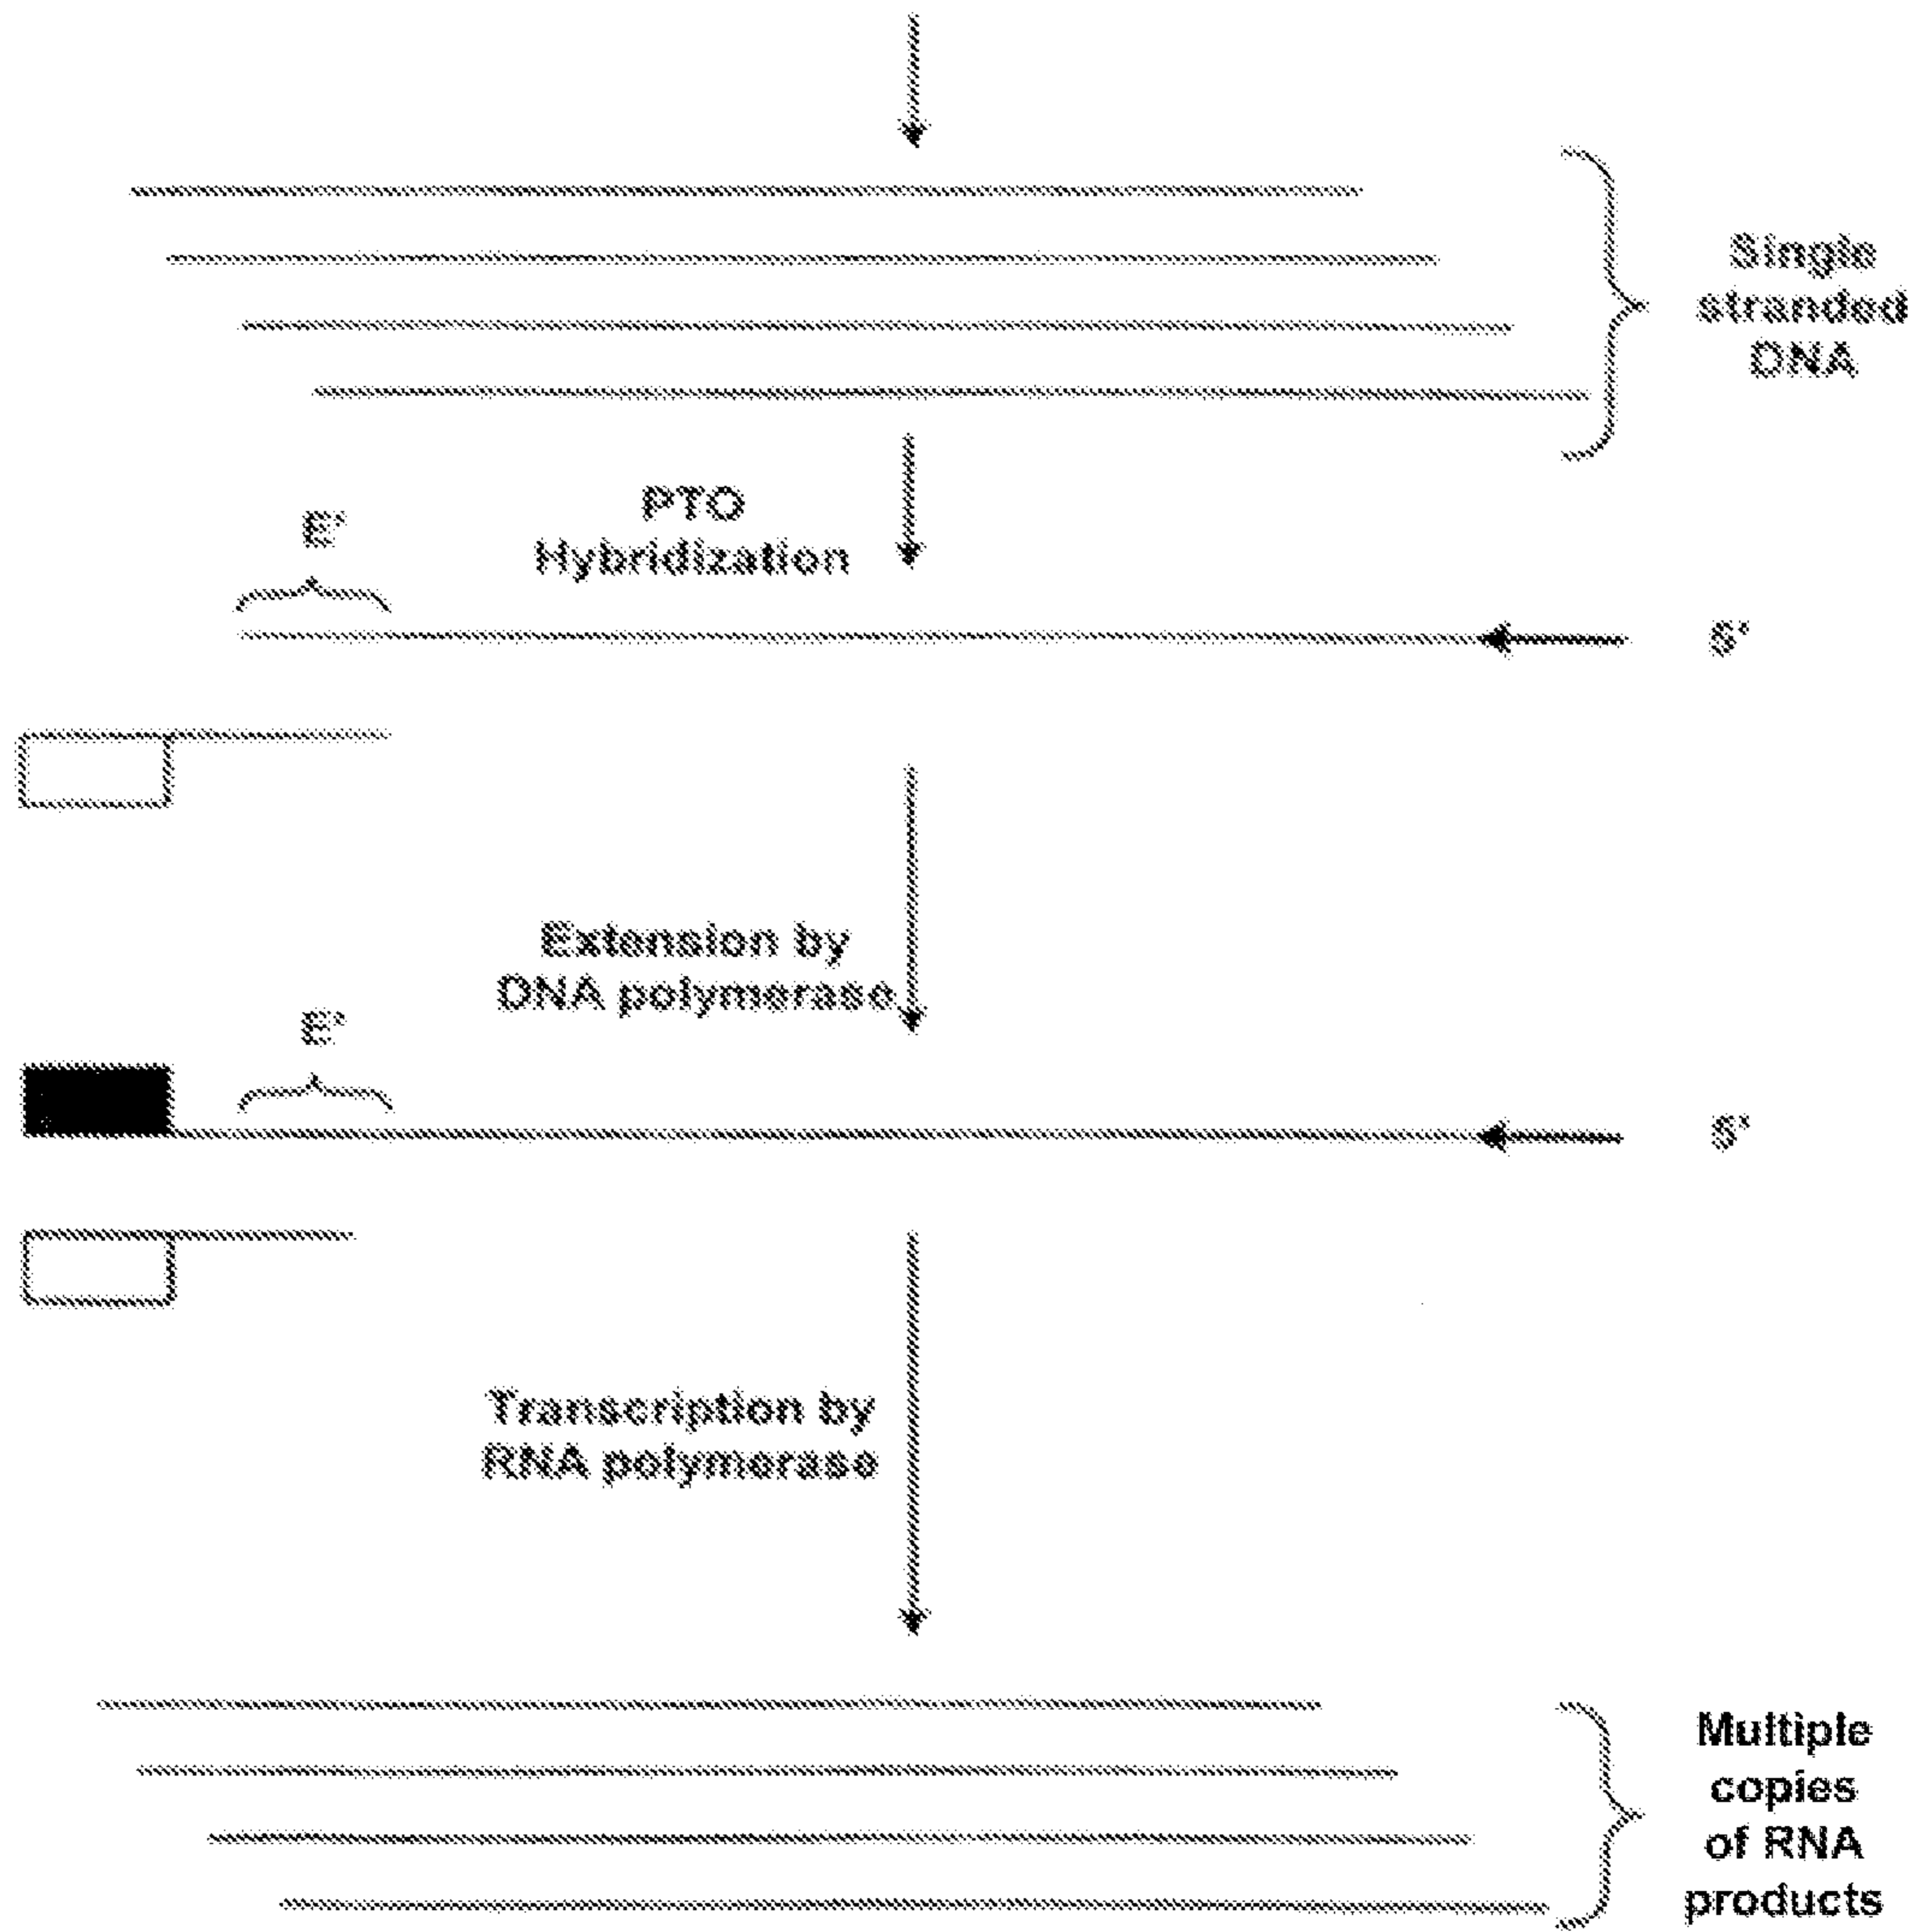 Single
stranded
DNA
PTO
Hybridization
E'
5'
Extension by
DNA polymerase
E'
5'
Transcription by
RNA polymerase
Multiple
copies
of RNA
products